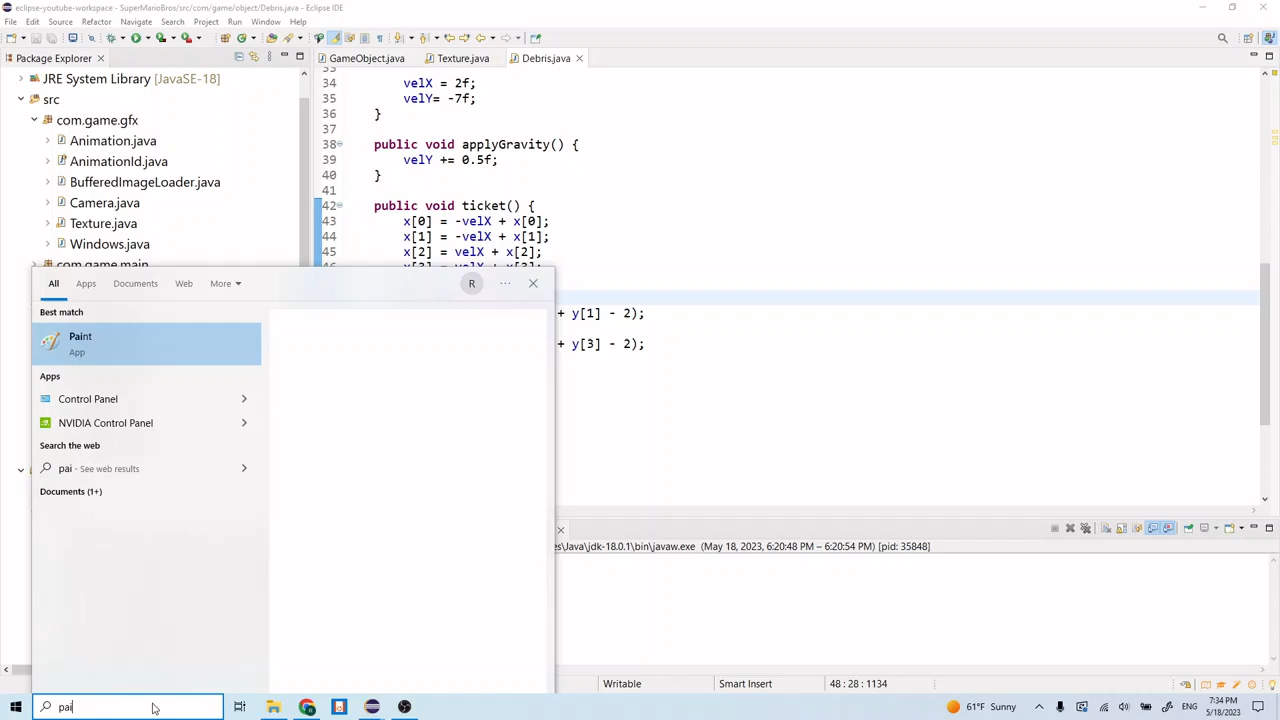 eclipse-youtube-workspace - SuperMarioBros/src/com/game/object/Debris.java - Eclipse IDE
File Edit Source Refactor Navigate Search Project Run Window Help
Package Explorer
GameObject.java Texture.java Debris.java
JRE System Library [JavaSE-18]
src
com.game.gfx
Animation.java
AnimationId.java
BufferedImageLoader.java
Camera.java
Texture.java
Windows.java
com.game.main
34 velX = 2f;
35 velY= -7f;
36 }
37
38 public void applyGravity() {
39 velY += 0.5f;
40 }
41
42 public void ticket() {
43 x[0] = -velX + x[0];
44 x[1] = -velX + x[1];
45 x[2] = velX + x[2];
46 x[3] = velX + x[3];
+ y[1] - 2);
+ y[3] - 2);
All Apps Documents Web More R ...
Best match
Paint
App
Apps
Control Panel
NVIDIA Control Panel
Search the web
pai - See web results
Documents (1+)
es\Java\jdk-18.0.1\bin\javaw.exe (May 18, 2023, 6:20:48 PM – 6:20:54 PM) [pid: 35848]
Writable Smart Insert 48 : 28 : 1134
pai
61°F Sunny
7:34 PM
5/18/2023